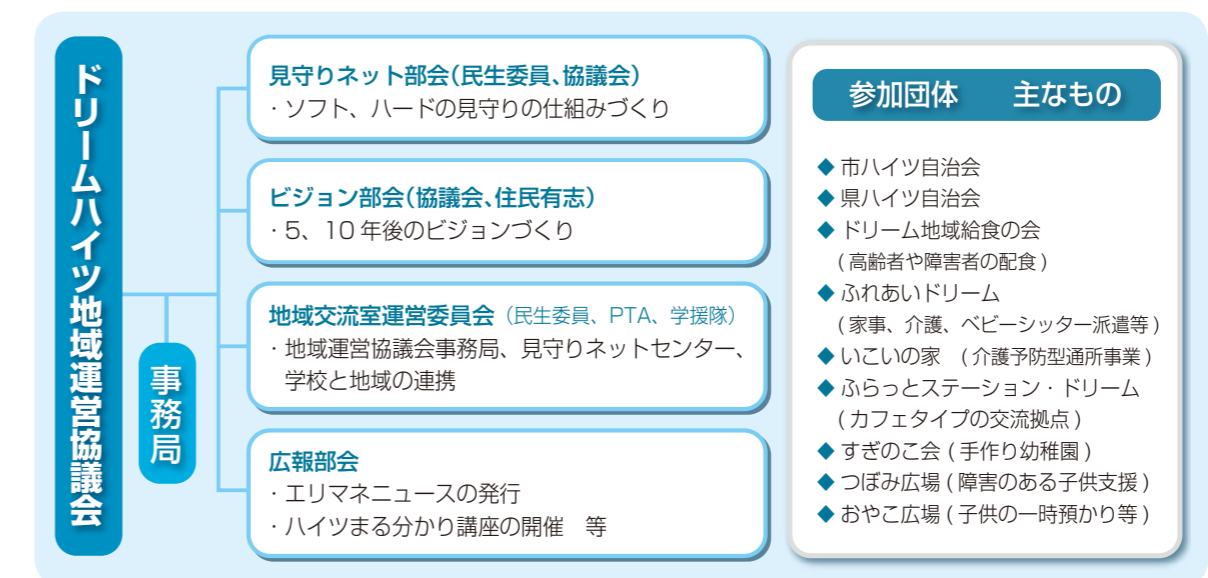 ドリームハイツ地域運営協議会
事務局
見守りネット部会(民生委員、協議会)
・ソフト、ハードの見守りの仕組みづくり
ビジョン部会(協議会、住民有志)
・5、10年後のビジョンづくり
地域交流室運営委員会(民生委員、PTA、学援隊)
・地域運営協議会事務局、見守りネットセンター、
学校と地域の連携
広報部会
・エリマネニュースの発行
・ハイツまる分かり講座の開催 等
参加団体 主なもの
◆市ハイツ自治会
◆県ハイツ自治会
◆ドリーム地域給食の会
(高齢者や障害者の配食)
◆ふれあいドリーム
(家事、介護、ベビーシッター派遣等)
◆いこいの家 (介護予防型通所事業)
◆ふらっとステーション・ドリーム
(カフェタイプの交流拠点)
◆すぎのこ会(手作り幼稚園)
◆つぼみ広場(障害のある子供支援)
◆おやこ広場(子供の一時預かり等)